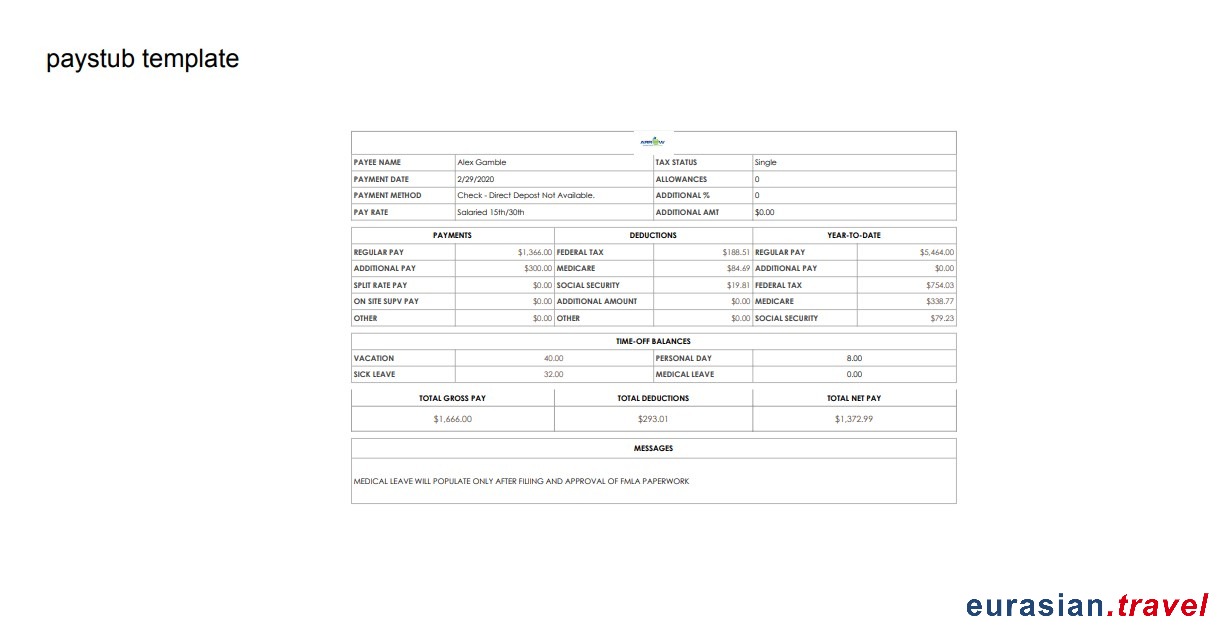 paystub template
PAYEE NAME Alex Gamble TAX STATUS Single
PAYMENT DATE 2/29/2020 ALLOWANCES 0
PAYMENT METHOD Check - Direct Depost Not Available. ADDITIONAL % 0
PAY RATE Salaried 15th/30th ADDITIONAL AMT $0.00
PAYMENTS DEDUCTIONS YEAR-TO-DATE
REGULAR PAY $1,366.00 FEDERAL TAX $188.51 REGULAR PAY $5,464.00
ADDITIONAL PAY $300.00 MEDICARE $84.69 ADDITIONAL PAY $0.00
SPLIT RATE PAY $0.00 SOCIAL SECURITY $19.81 FEDERAL TAX $754.03
ON SITE SUPV PAY $0.00 ADDITIONAL AMOUNT $0.00 MEDICARE $338.77
OTHER $0.00 OTHER $0.00 SOCIAL SECURITY $79.23
TIME-OFF BALANCES
VACATION 40.00 PERSONAL DAY 8.00
SICK LEAVE 32.00 MEDICAL LEAVE 0.00
TOTAL GROSS PAY TOTAL DEDUCTIONS TOTAL NET PAY
$1,666.00 $293.01 $1,372.99
MESSAGES
MEDICAL LEAVE WILL POPULATE ONLY AFTER FILIING AND APPROVAL OF FMLA PAPERWORK
eurasian.travel